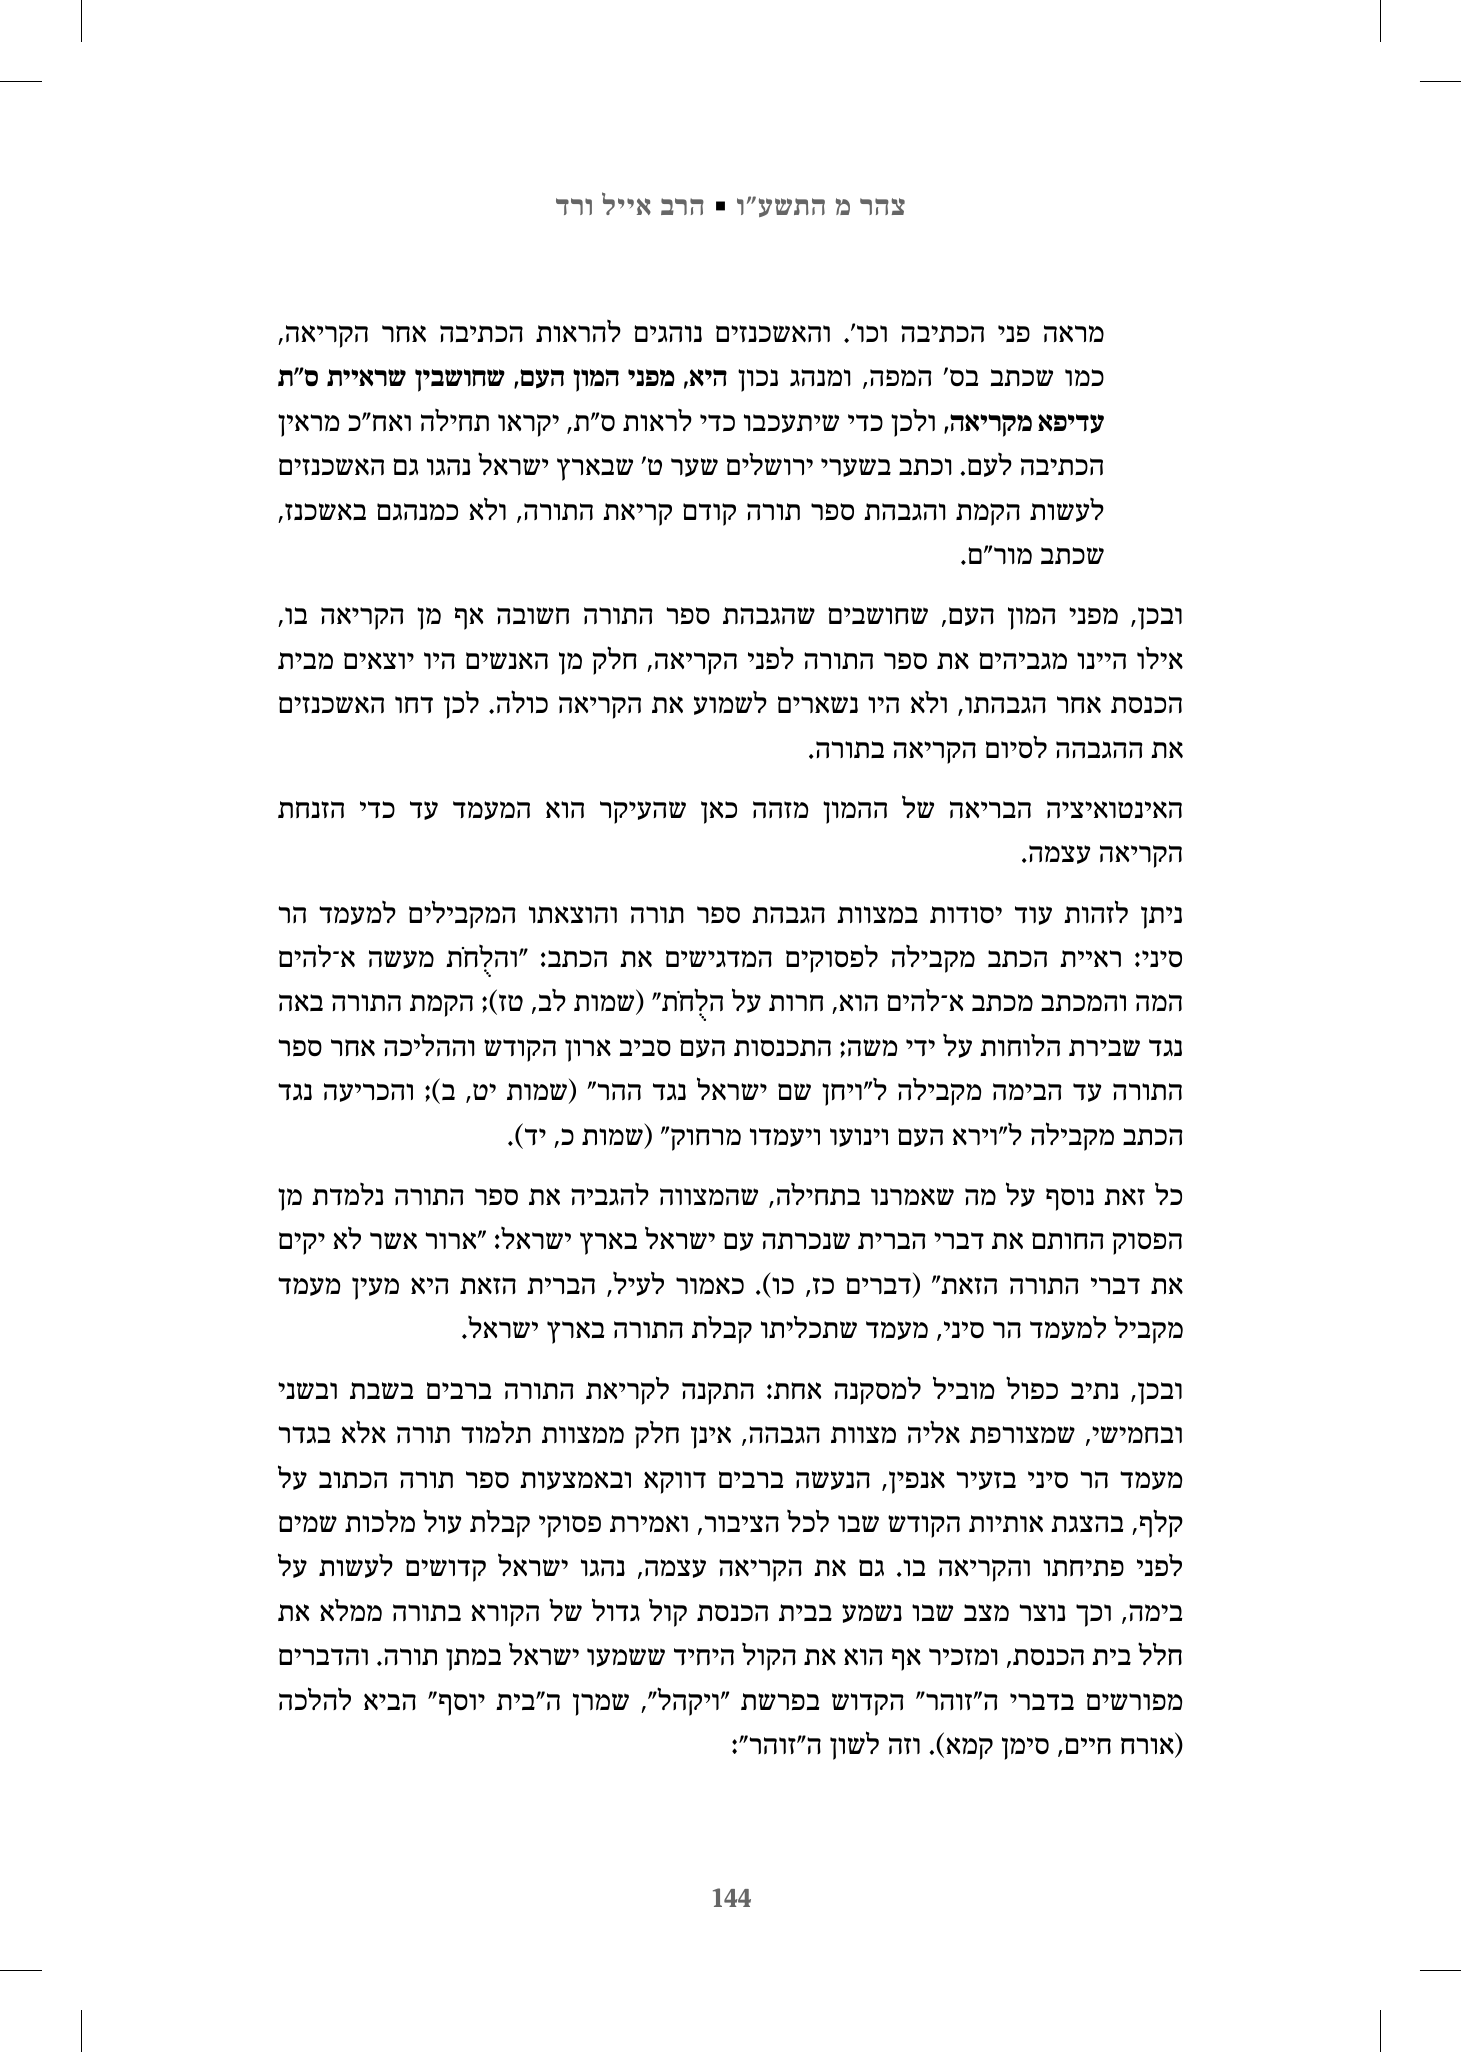 צהר מ התשע"ו ▪ הרב אייל ורד
מראה פני הכתיבה וכו'. והאשכנזים נוהגים להראות הכתיבה אחר הקריאה,
כמו שכתב בס' המפה, ומנהג נכון היא, מפני המון העם, שחושבין שראיית ס"ת
עדיפא מקריאה, ולכן כדי שיתעכבו כדי לראות ס"ת, יקראו תחילה ואח"כ מראין
הכתיבה לעם. וכתב בשערי ירושלים שער ט' שבארץ ישראל נהגו גם האשכנזים
לעשות הקמת והגבהת ספר תורה קודם קריאת התורה, ולא כמנהגם באשכנז,
שכתב מור"ם.
ובכן, מפני המון העם, שחושבים שהגבהת ספר התורה חשובה אף מן הקריאה בו,
אילו היינו מגביהים את ספר התורה לפני הקריאה, חלק מן האנשים היו יוצאים מבית
הכנסת אחר הגבהתו, ולא היו נשארים לשמוע את הקריאה כולה. לכן דחו האשכנזים
את ההגבהה לסיום הקריאה בתורה.
האינטואיציה הבריאה של ההמון מזהה כאן שהעיקר הוא המעמד עד כדי הזנחת
הקריאה עצמה.
ניתן לזהות עוד יסודות במצוות הגבהת ספר תורה והוצאתו המקבילים למעמד הר
סיני: ראיית הכתב מקבילה לפסוקים המדגישים את הכתב: "והלֻחֹת מעשה א־להים
המה והמכתב מכתב א־להים הוא, חרות על הלֻחֹת" (שמות לב, טז); הקמת התורה באה
נגד שבירת הלוחות על ידי משה; התכנסות העם סביב ארון הקודש וההליכה אחר ספר
התורה עד הבימה מקבילה ל"ויחן שם ישראל נגד ההר" (שמות יט, ב); והכריעה נגד
הכתב מקבילה ל"וירא העם וינועו ויעמדו מרחוק" (שמות כ, יד).
כל זאת נוסף על מה שאמרנו בתחילה, שהמצווה להגביה את ספר התורה נלמדת מן
הפסוק החותם את דברי הברית שנכרתה עם ישראל בארץ ישראל: "ארור אשר לא יקים
את דברי התורה הזאת" (דברים כז, כו). כאמור לעיל, הברית הזאת היא מעין מעמד
מקביל למעמד הר סיני, מעמד שתכליתו קבלת התורה בארץ ישראל.
ובכן, נתיב כפול מוביל למסקנה אחת: התקנה לקריאת התורה ברבים בשבת ובשני
ובחמישי, שמצורפת אליה מצוות הגבהה, אינן חלק ממצוות תלמוד תורה אלא בגדר
מעמד הר סיני בזעיר אנפין, הנעשה ברבים דווקא ובאמצעות ספר תורה הכתוב על
קלף, בהצגת אותיות הקודש שבו לכל הציבור, ואמירת פסוקי קבלת עול מלכות שמים
לפני פתיחתו והקריאה בו. גם את הקריאה עצמה, נהגו ישראל קדושים לעשות על
בימה, וכך נוצר מצב שבו נשמע בבית הכנסת קול גדול של הקורא בתורה ממלא את
חלל בית הכנסת, ומזכיר אף הוא את הקול היחיד ששמעו ישראל במתן תורה. והדברים
מפורשים בדברי ה"זוהר" הקדוש בפרשת "ויקהל", שמרן ה"בית יוסף" הביא להלכה
(אורח חיים, סימן קמא). וזה לשון ה"זוהר":
144